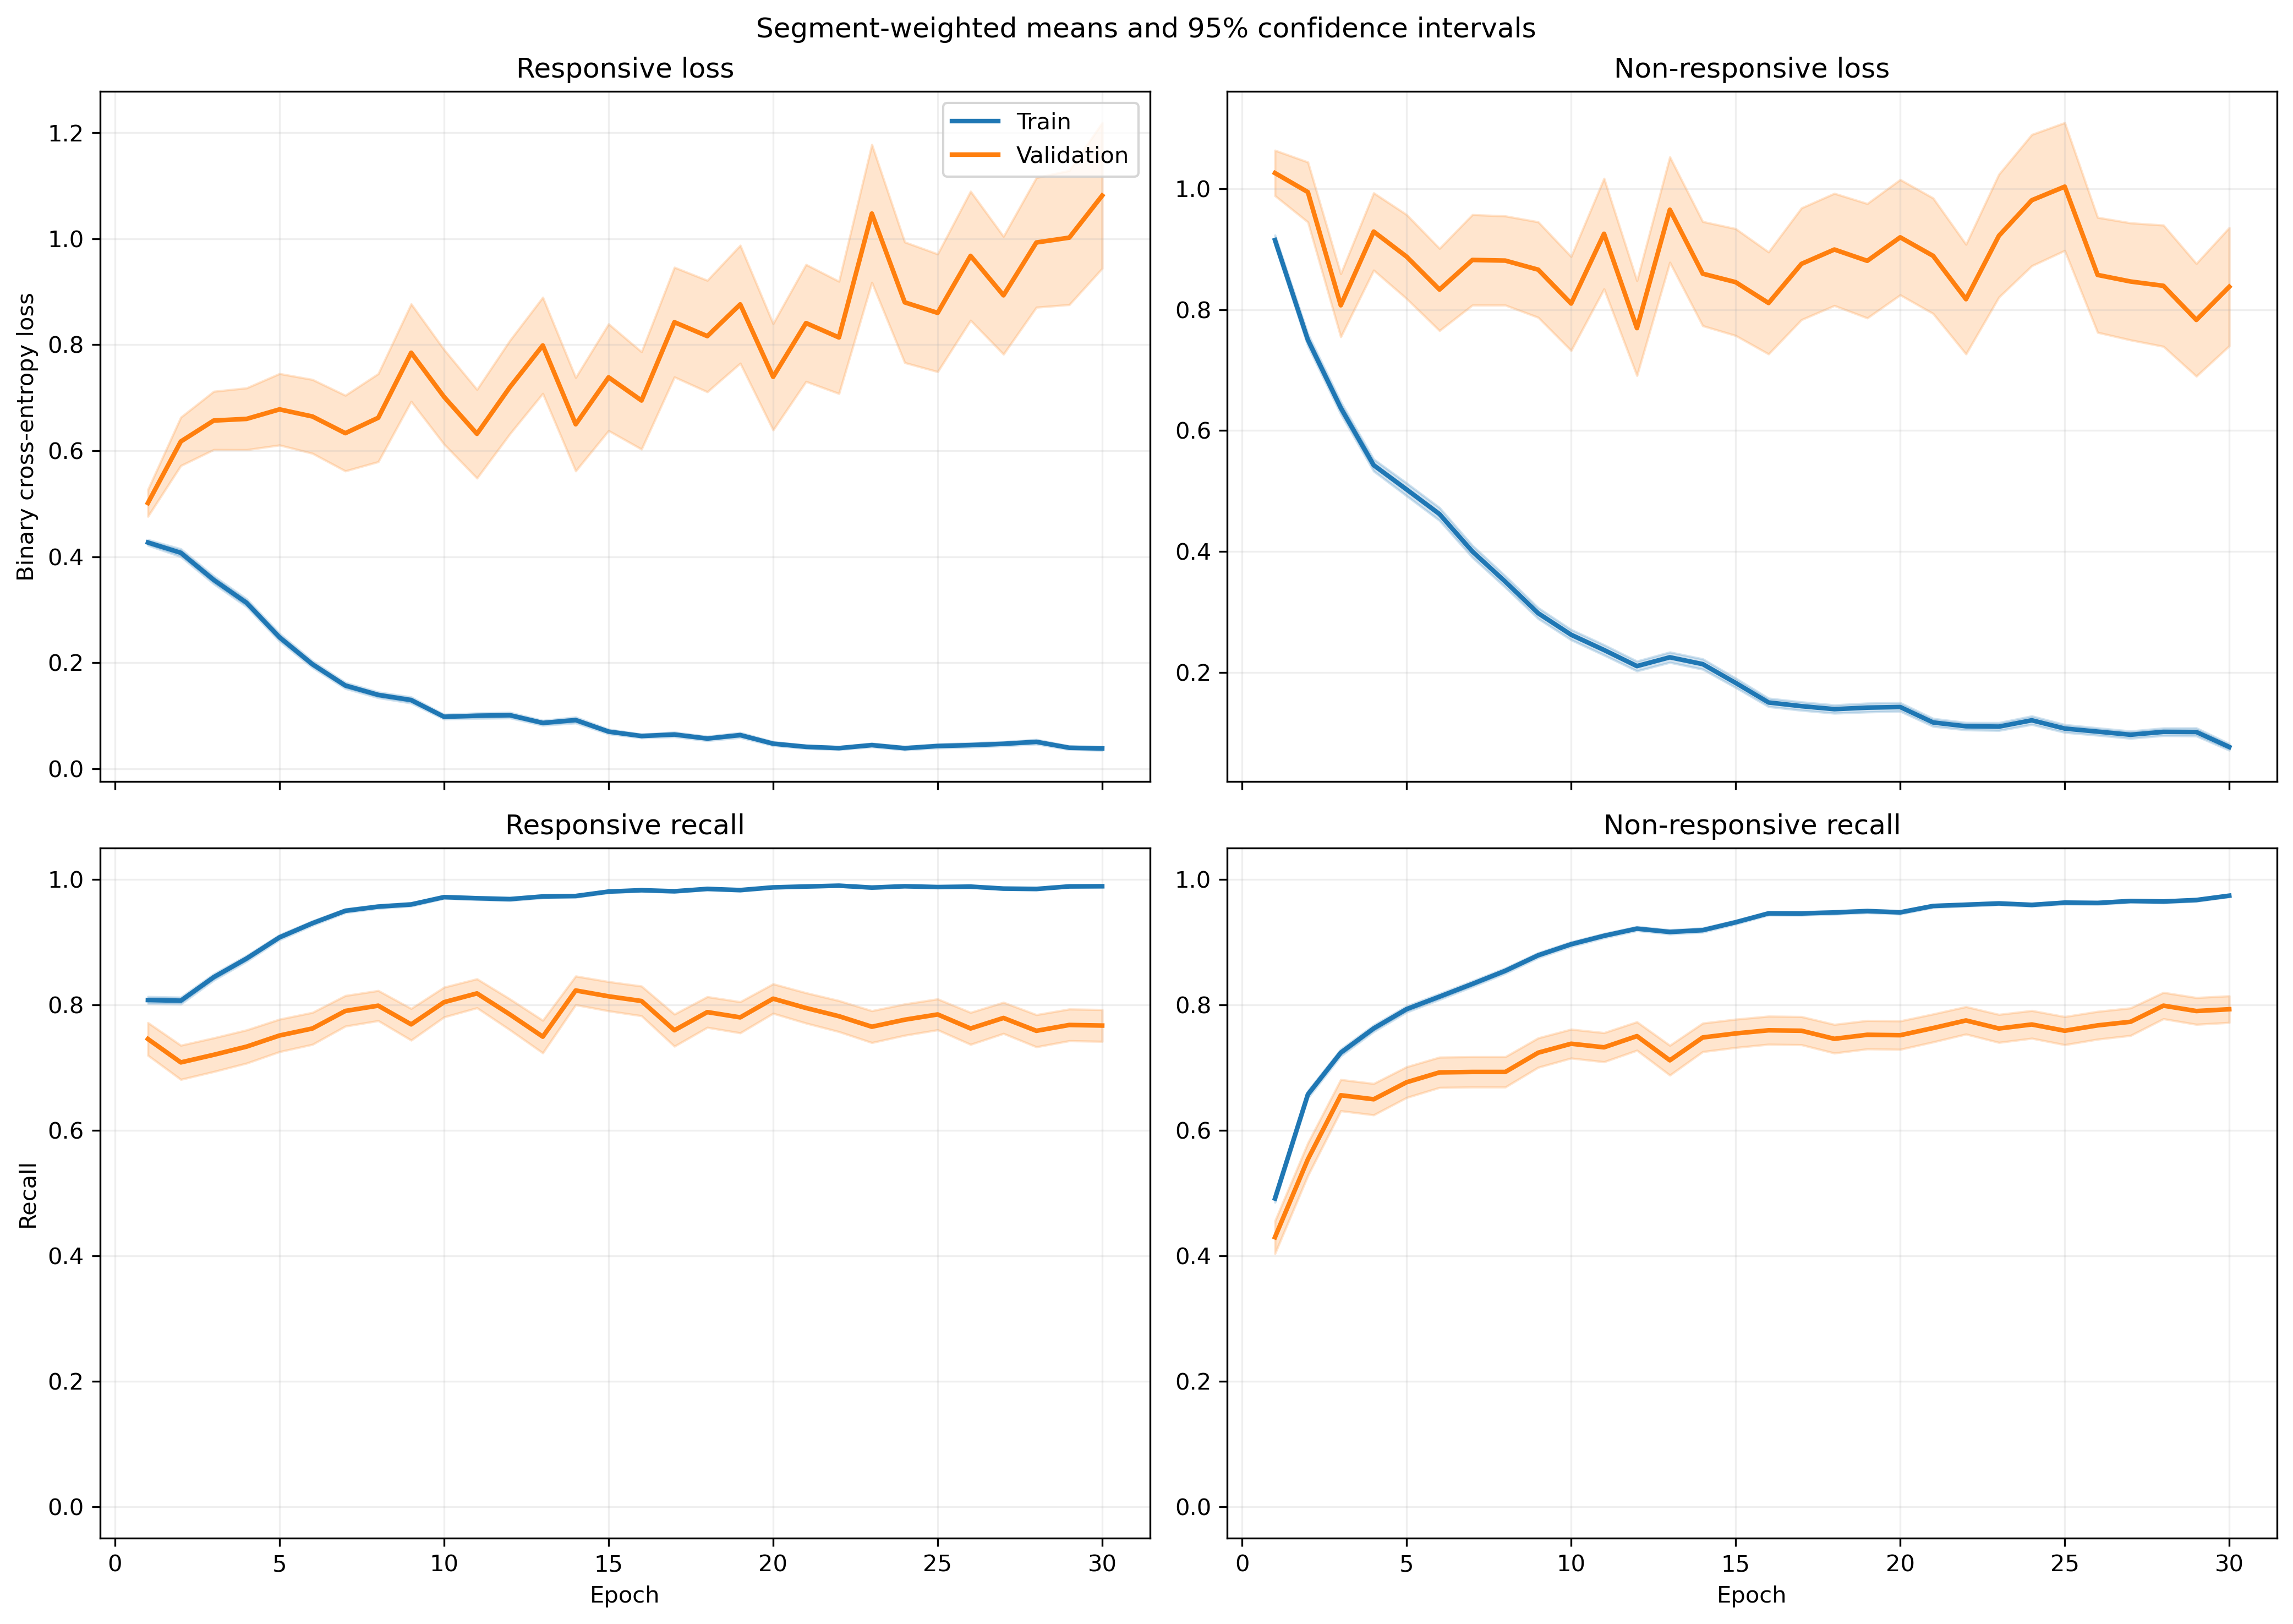 Segment-weighted means and 95% confidence intervals
Responsive loss
Non-responsive loss
Train
Validation
Binary cross-entropy loss
1.2
1.0
0.8
0.6
0.4
0.2
0.0
1.0
0.8
0.6
0.4
0.2
Responsive recall
Non-responsive recall
Recall
1.0
0.8
0.6
0.4
0.2
0.0
0 5 10 15 20 25 30
Epoch
1.0
0.8
0.6
0.4
0.2
0.0
0 5 10 15 20 25 30
Epoch